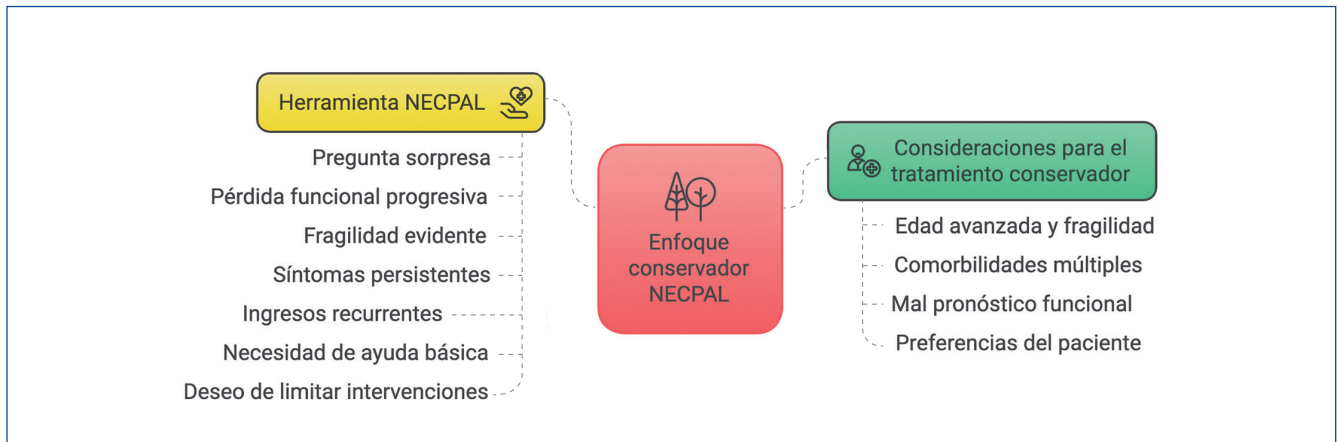 Herramienta NECPAL
Pregunta sorpresa
Pérdida funcional progresiva
Fragilidad evidente
Síntomas persistentes
Ingresos recurrentes
Necesidad de ayuda básica
Deseo de limitar intervenciones
Enfoque
conservador
NECPAL
Consideraciones para el
tratamiento conservador
Edad avanzada y fragilidad
Comorbilidades múltiples
Mal pronóstico funcional
Preferencias del paciente